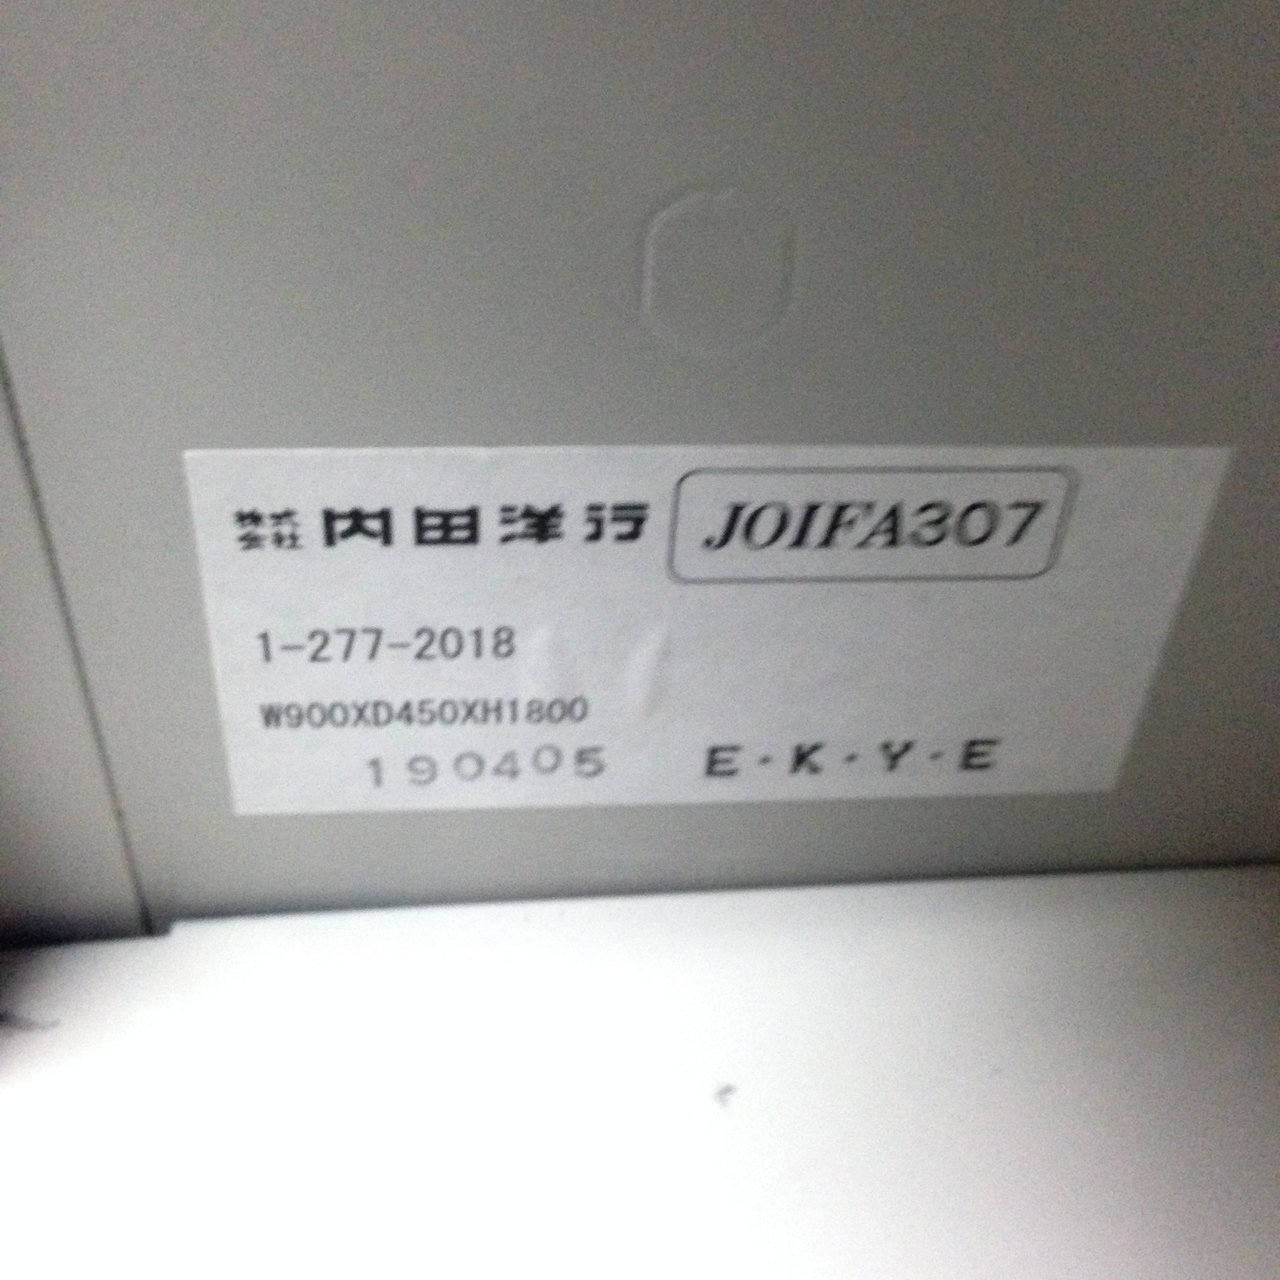 株式会社 内田洋行 JOIFA307
1-277-2018
W900XD450XH1800
190405 E・K・Y・E